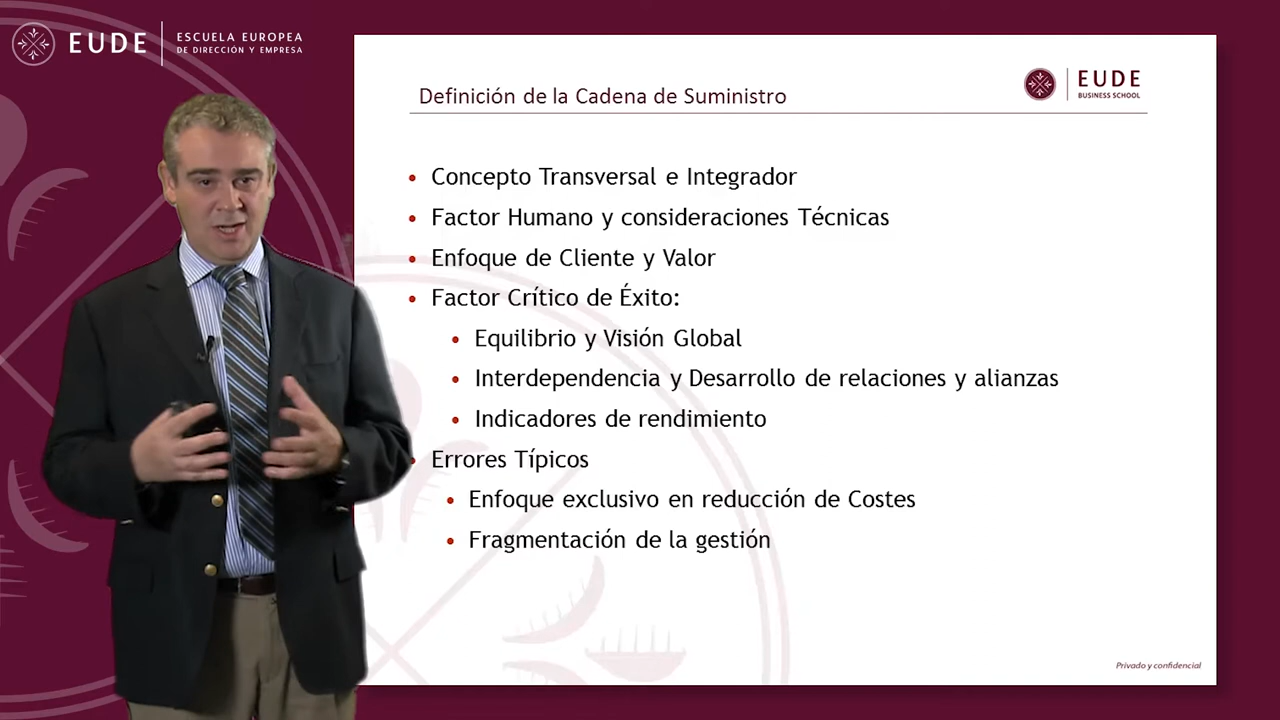 EUDE
ESCUELA EUROPEA
DE DIRECCIÓN Y EMPRESA
Definición de la Cadena de Suministro
EUDE
BUSINESS SCHOOL
• Concepto Transversal e Integrador
• Factor Humano y consideraciones Técnicas
• Enfoque de Cliente y Valor
• Factor Crítico de Éxito:
• Equilibrio y Visión Global
• Interdependencia y Desarrollo de relaciones y alianzas
• Indicadores de rendimiento
• Errores Típicos
• Enfoque exclusivo en reducción de Costes
• Fragmentación de la gestión
Privado y confidencial